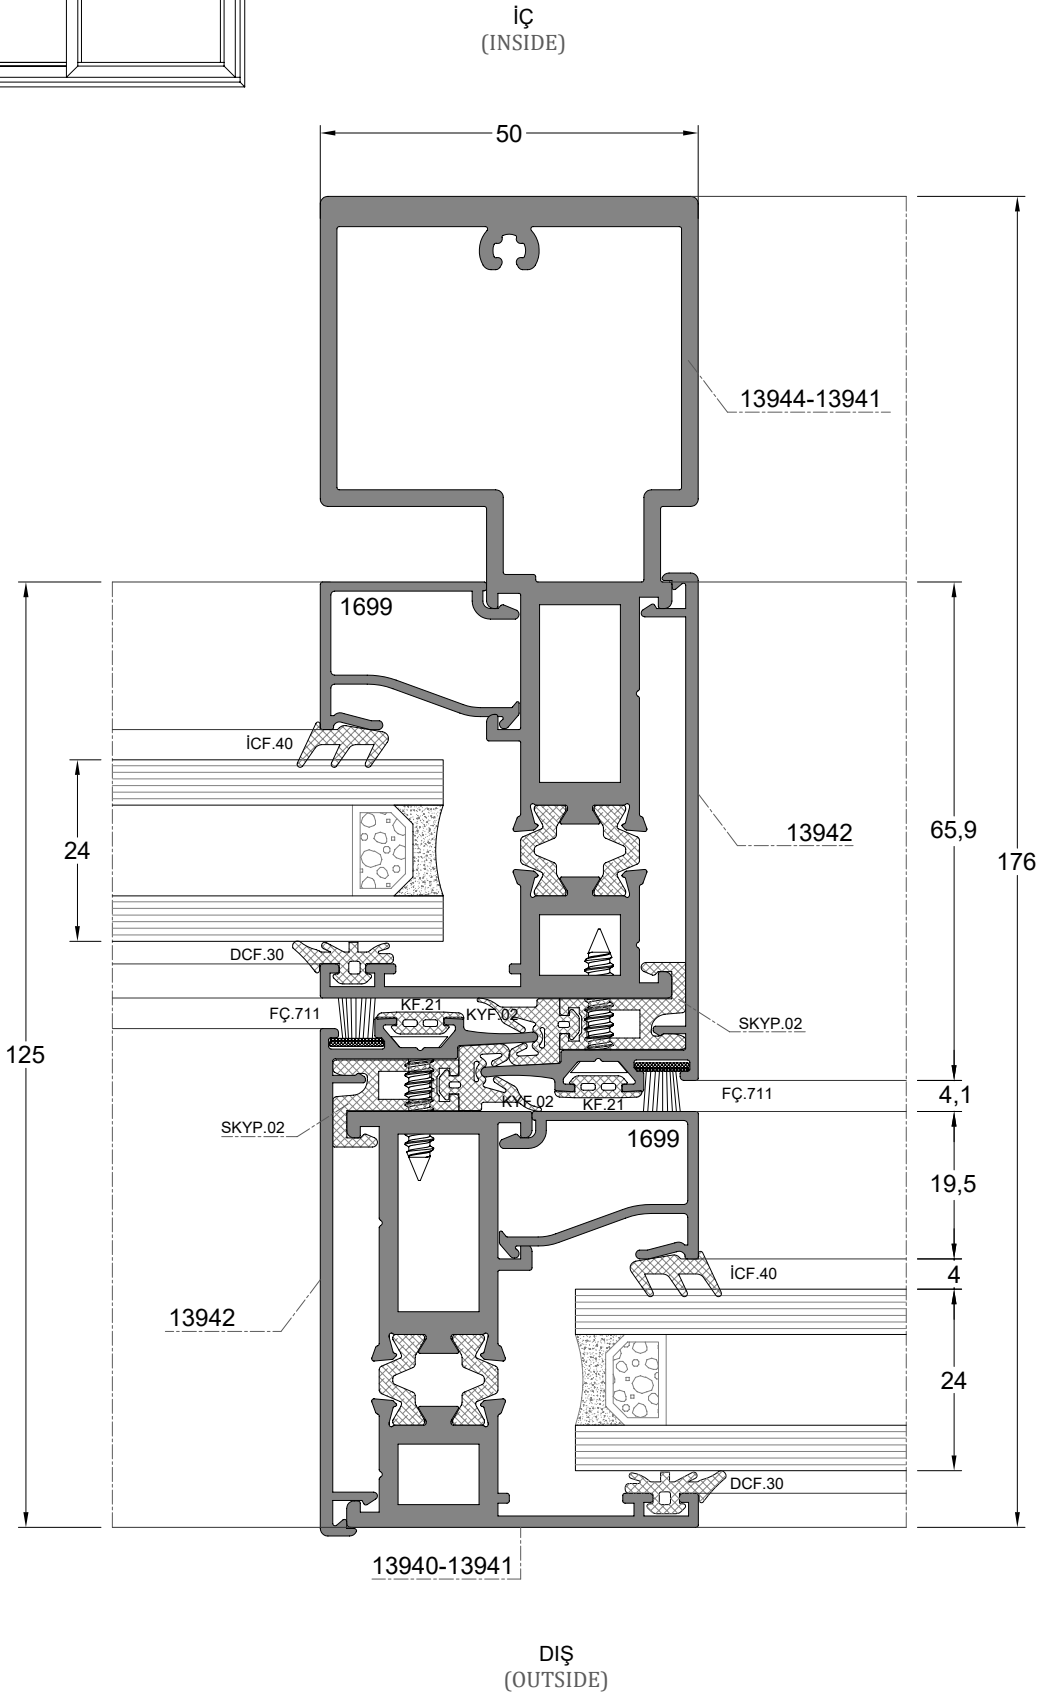 İÇ
(INSIDE)
50
13944-13941
1699
İCF.40
24
13942
65,9
176
DCF.30
FÇ.711
KF.21
KYF.02
SKYP.02
125
KYF.02
KF.21
FÇ.711
4,1
SKYP.02
1699
19,5
İCF.40
4
13942
24
DCF.30
13940-13941
DIŞ
(OUTSIDE)